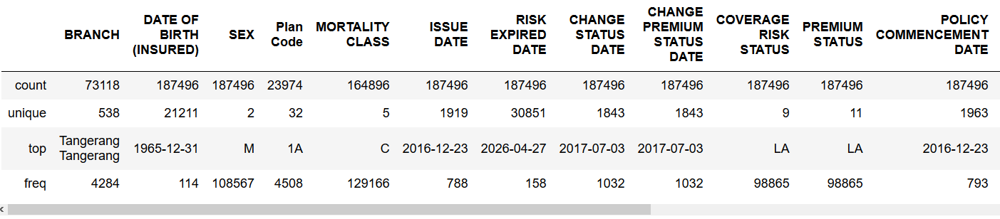 BRANCH DATE OF BIRTH (INSURED) SEX Plan Code MORTALITY CLASS ISSUE DATE RISK EXPIRED DATE CHANGE STATUS DATE CHANGE PREMIUM STATUS DATE COVERAGE RISK STATUS PREMIUM STATUS POLICY COMMENCEMENT DATE
count 73118 187496 187496 23974 164896 187496 187496 187496 187496 187496 187496 187496
unique 538 21211 2 32 5 1919 30851 1843 1843 9 11 1963
top Tangerang Tangerang 1965-12-31 M 1A C 2016-12-23 2026-04-27 2017-07-03 2017-07-03 LA LA 2016-12-23
freq 4284 114 108567 4508 129166 788 158 1032 1032 98865 98865 793